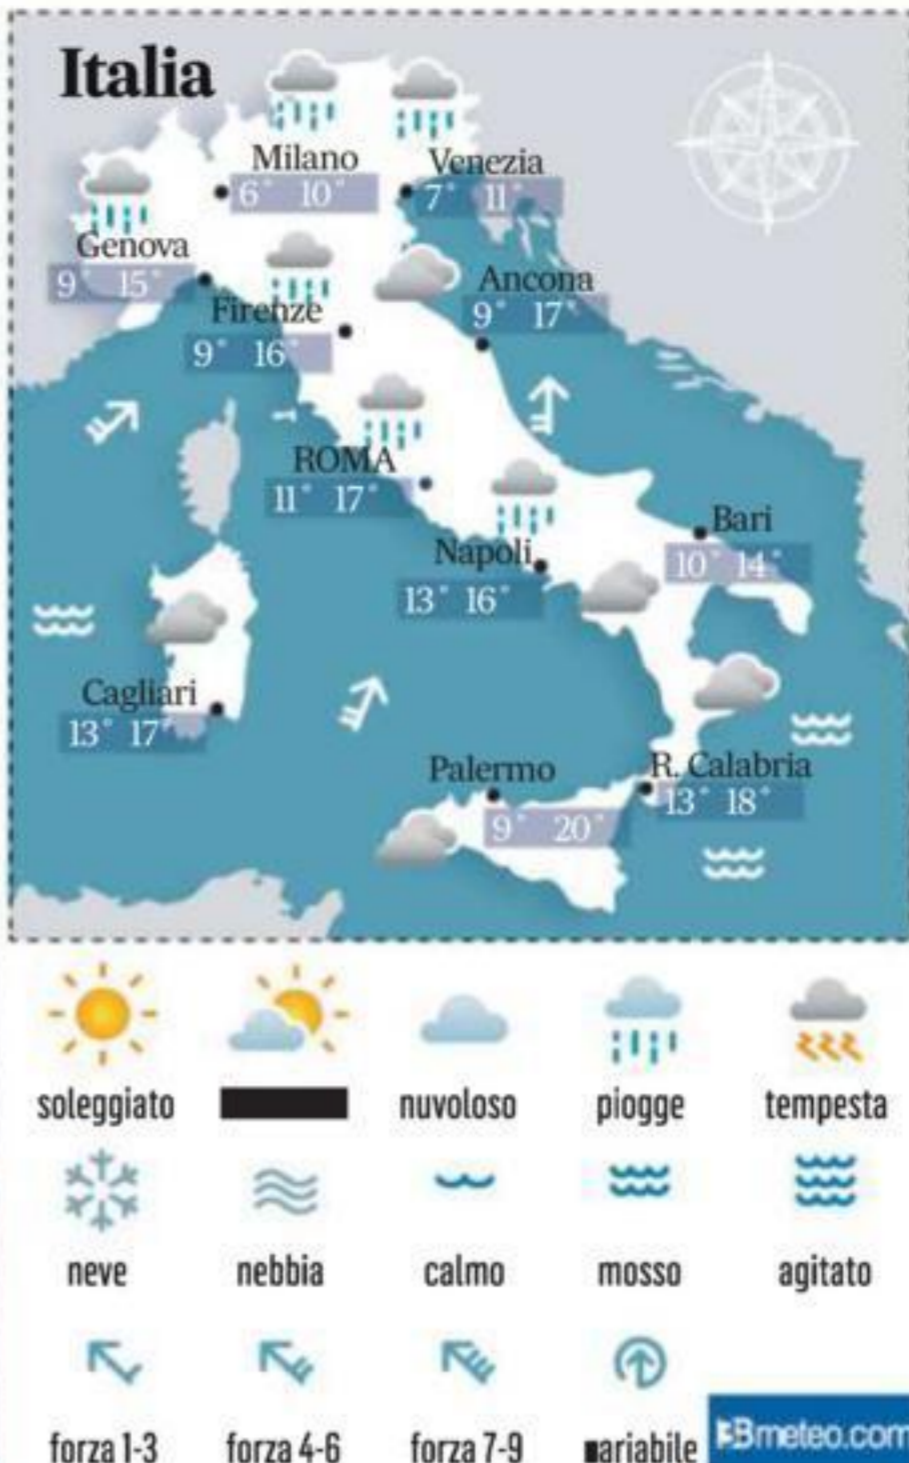 Italia
Milano
6° 10°
Venezia
7° 11°
Genova
9° 15°
Firenze
9° 16°
Ancona
9° 17°
ROMA
11° 17°
Napoli
13° 16°
Bari
10° 14°
Cagliari
13° 17°
Palermo
9° 20°
R. Calabria
13° 18°
soleggiato
nuvoloso
piogge
tempesta
neve
nebbia
calmo
mosso
agitato
forza 1-3
forza 4-6
forza 7-9
ariabile
Bmeteo.com